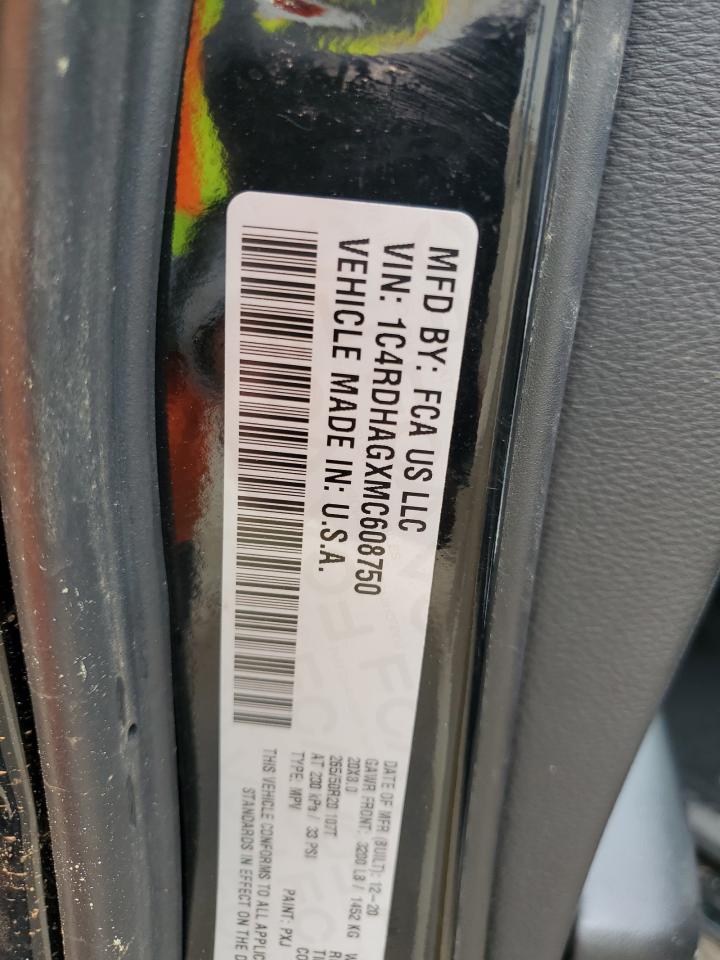 MFD BY: FCA US LLC
VIN: 1C4RDHAGXMC608750
VEHICLE MADE IN: U.S.A.
DATE OF MFR (BUILT): 12-20
GAWR FRONT: 3200 LB / 1452 KG W
20X8.0 R
265/50R20 107T TI
AT 230 kPa / 33 PSI CO
TYPE: MPV PAINT: PXJ
THIS VEHICLE CONFORMS TO ALL APPLIC
STANDARDS IN EFFECT ON THE D